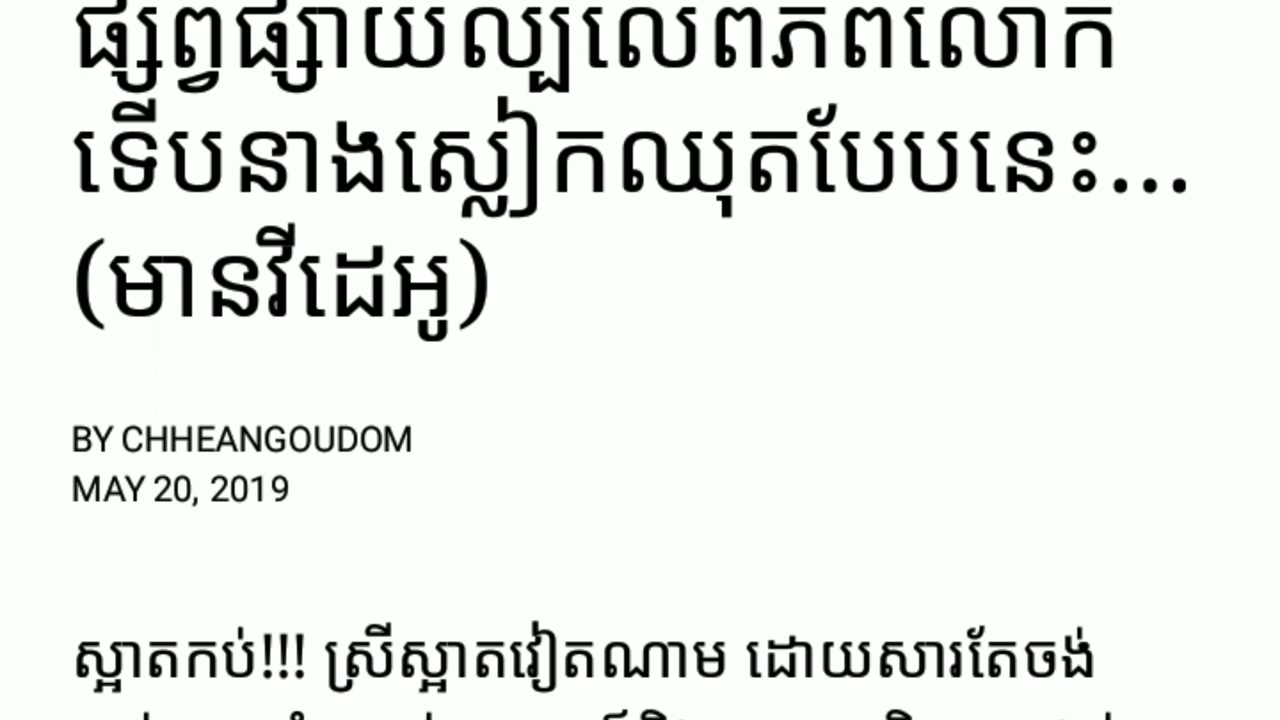 ផ្សព្វផ្សាយល្បីលើពិភពលោក
ទើបនាងស្លៀកឈុតបែបនេះ...
(មានវីដេអូ)
BY CHHEANGOUDOM
MAY 20, 2019
ស្អាតកប់!!! ស្រីស្អាតវៀតណាម ដោយសារតែចង់